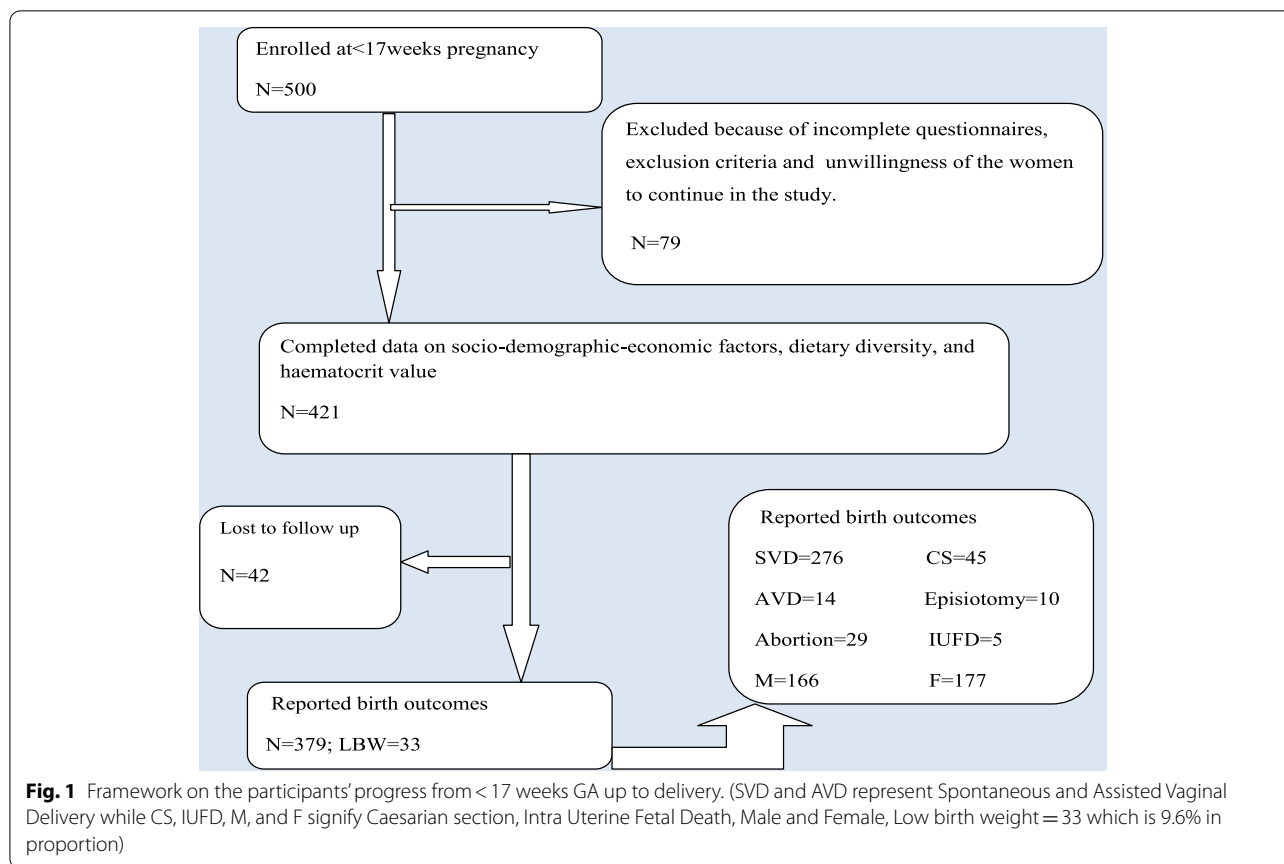 Enrolled at<17weeks pregnancy
N=500
Excluded because of incomplete questionnaires,
exclusion criteria and unwillingness of the women
to continue in the study.
N=79
Completed data on socio-demographic-economic factors, dietary diversity, and
haematocrit value
N=421
Lost to follow up
N=42
Reported birth outcomes
N=379; LBW=33
Reported birth outcomes
SVD=276 CS=45
AVD=14 Episiotomy=10
Abortion=29 IUFD=5
M=166 F=177
Fig. 1 Framework on the participants' progress from < 17 weeks GA up to delivery. (SVD and AVD represent Spontaneous and Assisted Vaginal
Delivery while CS, IUFD, M, and F signify Caesarian section, Intra Uterine Fetal Death, Male and Female, Low birth weight = 33 which is 9.6% in
proportion)